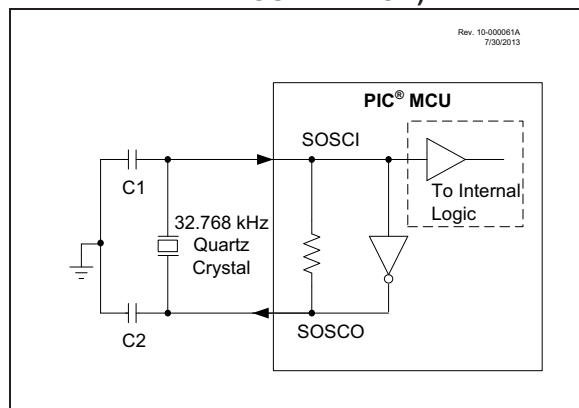 Rev. 10-000061A
7/30/2013
PIC® MCU
SOSCI
C1
To Internal
Logic
32.768 kHz
Quartz
Crystal
C2
SOSCO